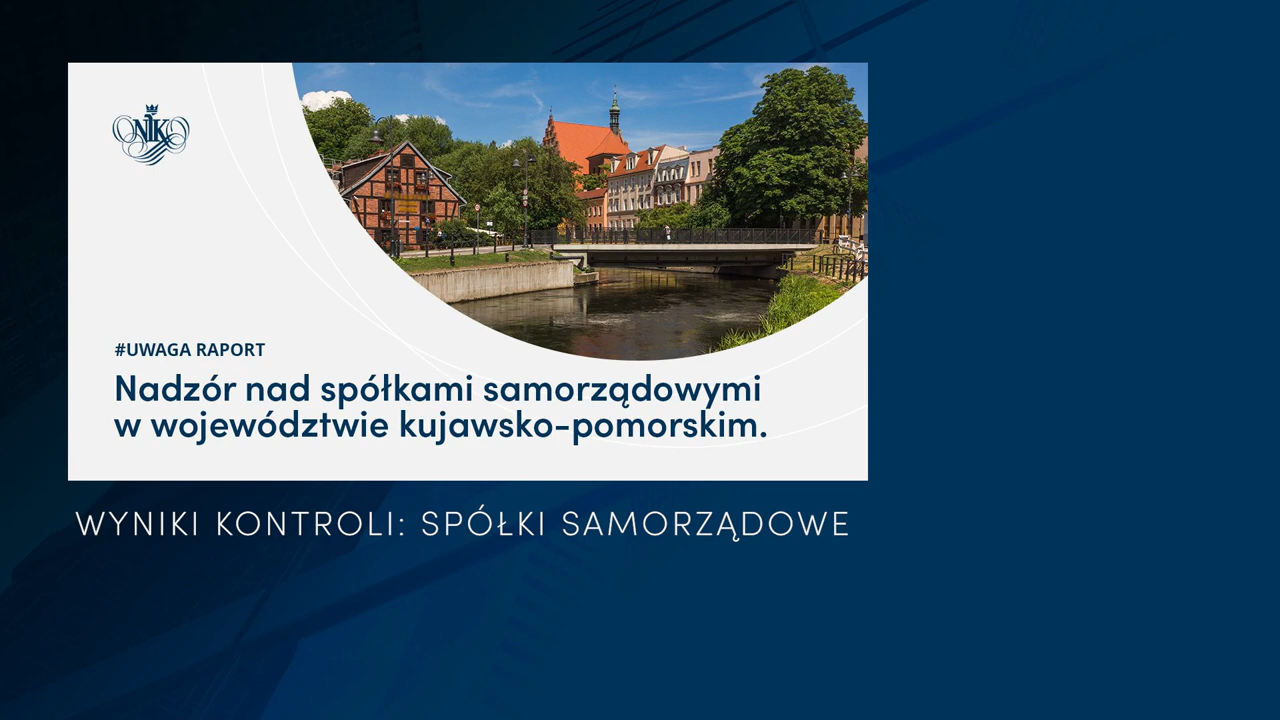 NIK
#UWAGA RAPORT
Nadzór nad spółkami samorządowymi
w województwie kujawsko-pomorskim.
WYNIKI KONTROLI: SPÓŁKI SAMORZĄDOWE